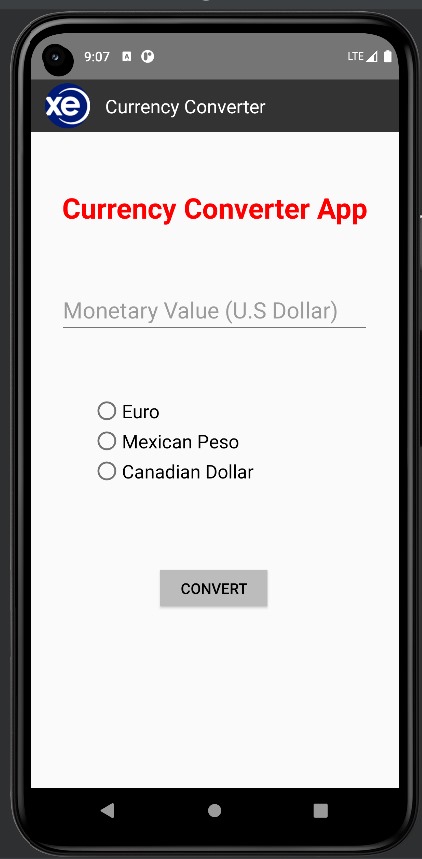 9:07
LTE
xe
Currency Converter
Currency Converter App
Monetary Value (U.S Dollar)
Euro
Mexican Peso
Canadian Dollar
CONVERT